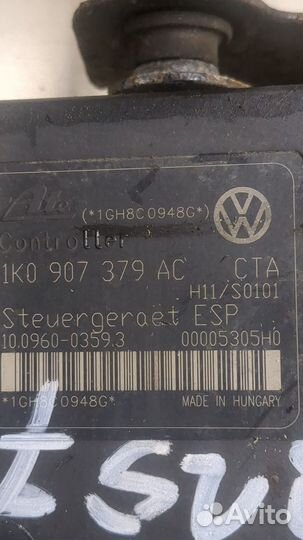 Ate (*1GH8C0948G*)
Controller
1K0 907 379 AC CTA
H11/S0101
Steuergeraet ESP
10.0960-0359.3 00005305H0
*1GH8C0948G* MADE IN HUNGARY
Avito